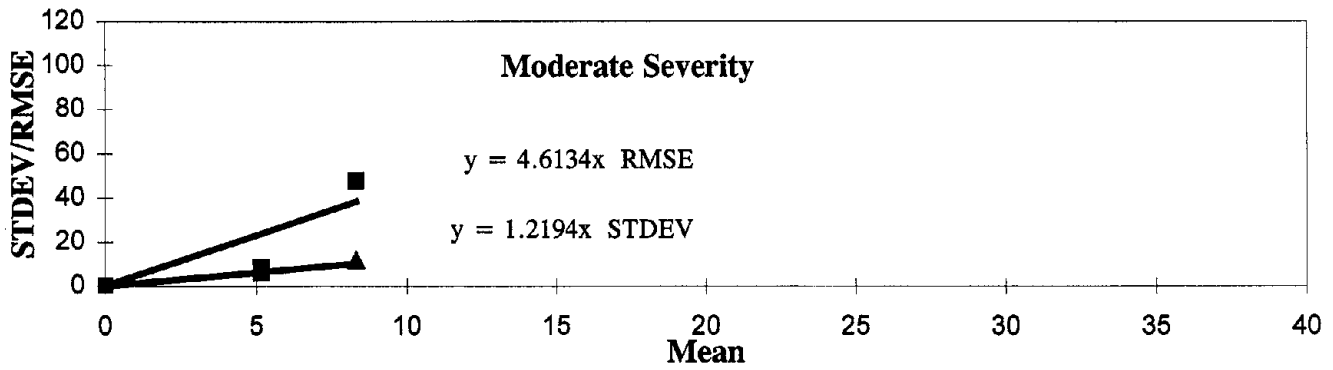 120
100
80
60
40
20
0
STDEV/RMSE
Moderate Severity
y = 4.6134x RMSE
y = 1.2194x STDEV
0 5 10 15 20 25 30 35 40
Mean